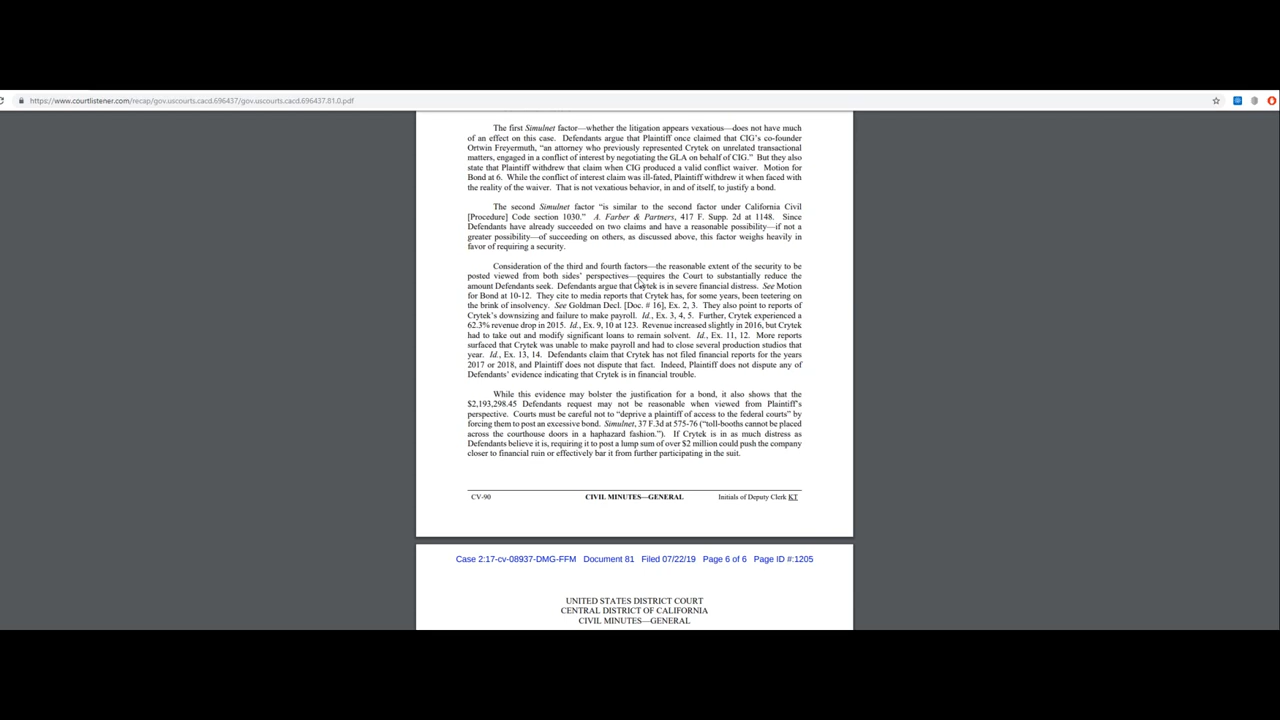 https://www.courtlistener.com/recap/gov.uscourts.cacd.696437/gov.uscourts.cacd.696437.81.0.pdf
The first Simulnet factor—whether the litigation appears vexatious—does not have much
of an effect on this case. Defendants argue that Plaintiff once claimed that CIG's co-founder
Ortwin Freyermuth, "an attorney who previously represented Crytek on unrelated transactional
matters, engaged in a conflict of interest by negotiating the GLA on behalf of CIG." But they also
state that Plaintiff withdrew that claim when CIG produced a valid conflict waiver. Motion for
Bond at 6. While the conflict of interest claim was ill-fated, Plaintiff withdrew it when faced with
the reality of the waiver. That is not vexatious behavior, in and of itself, to justify a bond.
The second Simulnet factor "is similar to the second factor under California Civil
[Procedure] Code section 1030." A. Farber & Partners, 417 F. Supp. 2d at 1148. Since
Defendants have already succeeded on two claims and have a reasonable possibility—if not a
greater possibility—of succeeding on others, as discussed above, this factor weighs heavily in
favor of requiring a security.
Consideration of the third and fourth factors—the reasonable extent of the security to be
posted viewed from both sides' perspectives—requires the Court to substantially reduce the
amount Defendants seek. Defendants argue that Crytek is in severe financial distress. See Motion
for Bond at 10-12. They cite to media reports that Crytek has, for some years, been teetering on
the brink of insolvency. See Goldman Decl. [Doc. # 16], Ex. 2, 3. They also point to reports of
Crytek's downsizing and failure to make payroll. Id., Ex. 3, 4, 5. Further, Crytek experienced a
62.3% revenue drop in 2015. Id., Ex. 9, 10 at 123. Revenue increased slightly in 2016, but Crytek
had to take out and modify significant loans to remain solvent. Id., Ex. 11, 12. More reports
surfaced that Crytek was unable to make payroll and had to close several production studios that
year. Id., Ex. 13, 14. Defendants claim that Crytek has not filed financial reports for the years
2017 or 2018, and Plaintiff does not dispute that fact. Indeed, Plaintiff does not dispute any of
Defendants' evidence indicating that Crytek is in financial trouble.
While this evidence may bolster the justification for a bond, it also shows that the
$2,193,298.45 Defendants request may not be reasonable when viewed from Plaintiff's
perspective. Courts must be careful not to "deprive a plaintiff of access to the federal courts" by
forcing them to post an excessive bond. Simulnet, 37 F.3d at 575-76 ("toll-booths cannot be placed
across the courthouse doors in a haphazard fashion."). If Crytek is in as much distress as
Defendants believe it is, requiring it to post a lump sum of over $2 million could push the company
closer to financial ruin or effectively bar it from further participating in the suit.
CV-90 CIVIL MINUTES—GENERAL Initials of Deputy Clerk KT
Case 2:17-cv-08937-DMG-FFM Document 81 Filed 07/22/19 Page 6 of 6 Page ID #:1205
UNITED STATES DISTRICT COURT
CENTRAL DISTRICT OF CALIFORNIA
CIVIL MINUTES—GENERAL